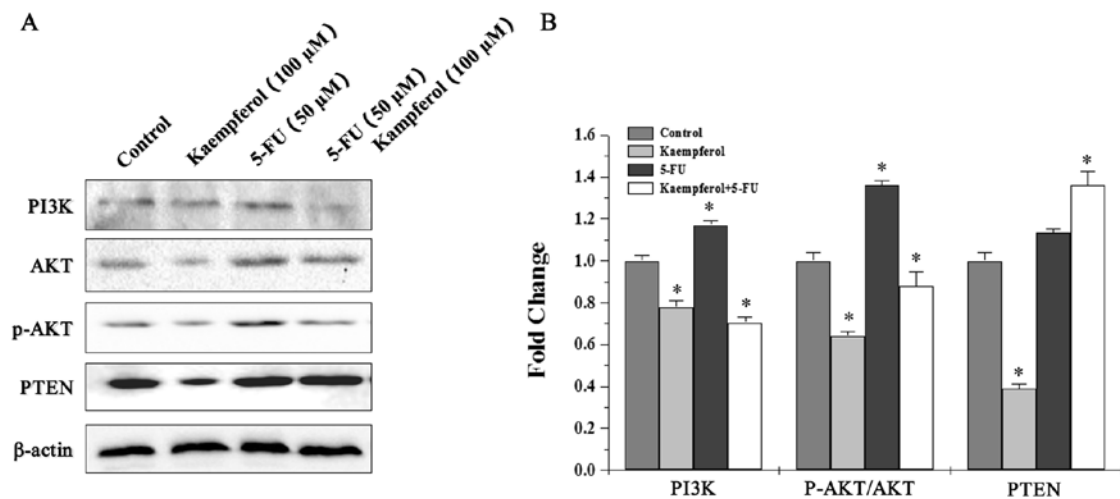 A
Control
Kaempferol (100 μM)
5-FU (50 μM)
5-FU (50 μM)
Kampferol (100 μM)
PI3K
AKT
p-AKT
PTEN
β-actin
B
Control
Kaempferol
5-FU
Kaempferol+5-FU
Fold Change
1.6
1.4
1.2
1.0
0.8
0.6
0.4
0.2
0.0
* * *
* * *
* *
PI3K P-AKT/AKT PTEN